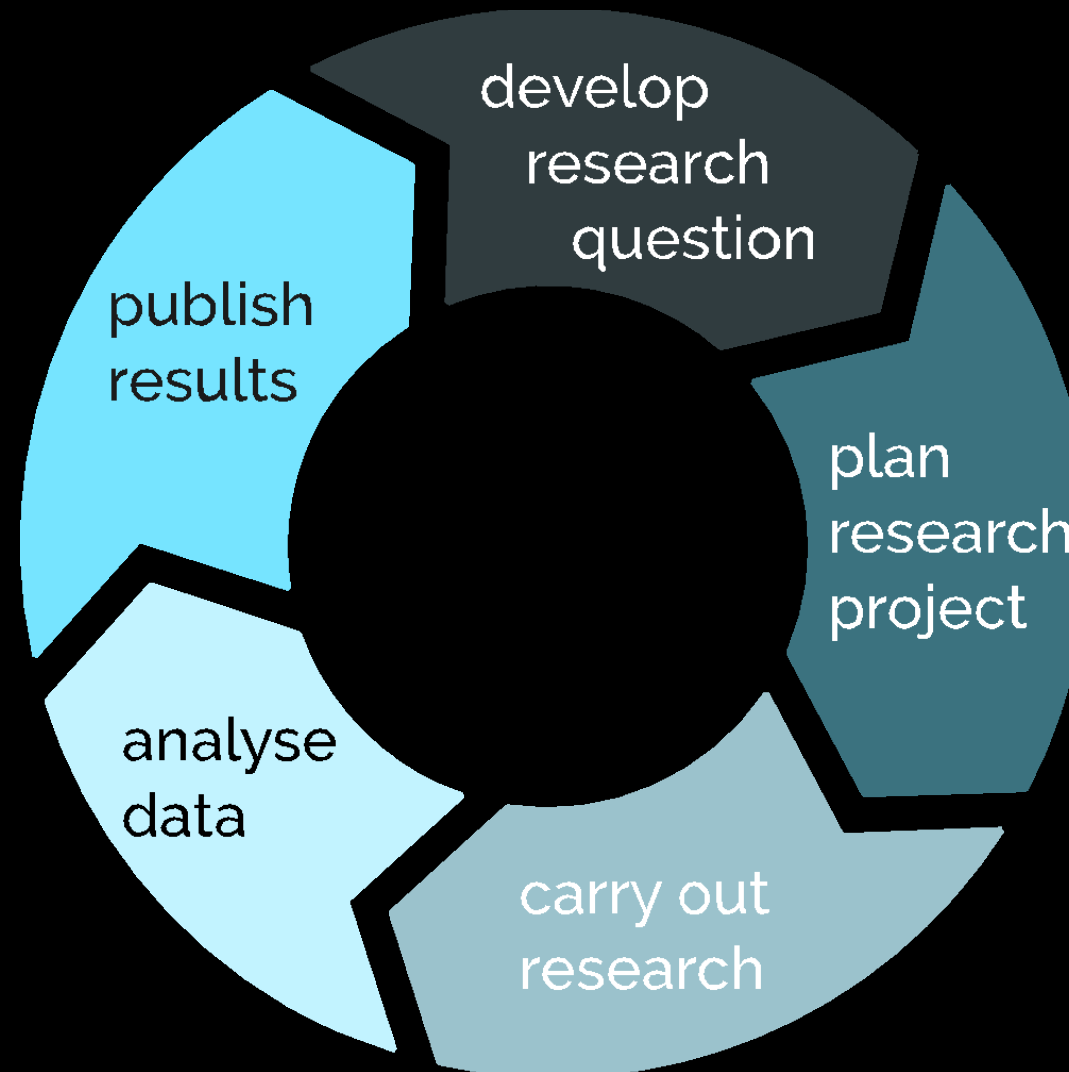 develop
research
question
plan
research
project
carry out
research
analyse
data
publish
results